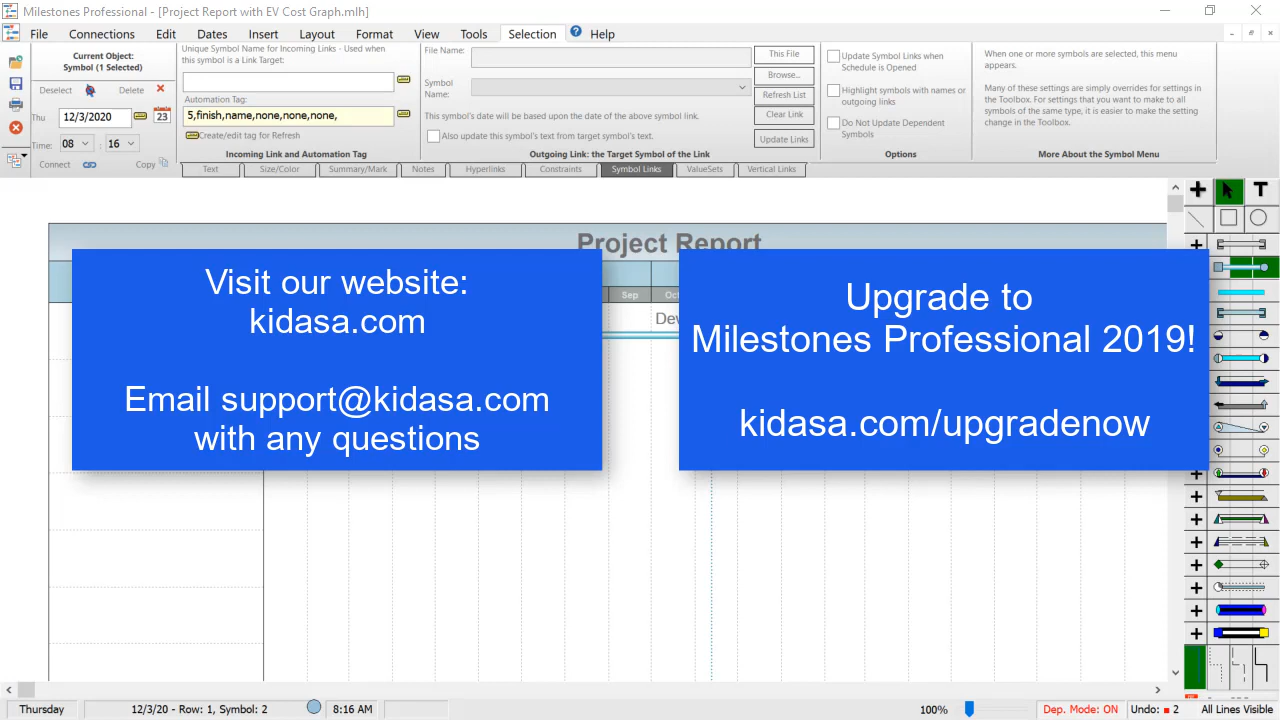 Milestones Professional - [Project Report with EV Cost Graph.mlh]
File Connections Edit Dates Insert Layout Format View Tools Selection Help
Current Object:
Symbol (1 Selected)
Deselect Delete
Thu 12/3/2020 23
Time: 08 : 16
Connect Copy
Unique Symbol Name for Incoming Links - Used when
this symbol is a Link Target:
Automation Tag:
5,finish,name,none,none,none,
Create/edit tag for Refresh
Incoming Link and Automation Tag
File Name:
Symbol
Name:
This symbol's date will be based upon the date of the above symbol link.
Also update this symbol's text from target symbol's text.
Outgoing Link: the Target Symbol of the Link
This File
Browse..
Refresh List
Clear Link
Update Links
Update Symbol Links when
Schedule is Opened
Highlight symbols with names or
outgoing links
Do Not Update Dependent
Symbols
Options
When one or more symbols are selected, this menu
appears.
Many of these settings are simply overrides for settings in
the Toolbox. For settings that you want to make to all
symbols of the same type, it is easier to make the setting
change in the Toolbox.
More About the Symbol Menu
Text Size/Color Summary/Mark Notes Hyperlinks Constraints Symbol Links ValueSets Vertical Links
T
Project Report
Sep
Visit our website:
kidasa.com
Email support@kidasa.com
with any questions
Upgrade to
Milestones Professional 2019!
kidasa.com/upgradenow
Thursday 12/3/20 - Row: 1, Symbol: 2 8:16 AM 100% Dep. Mode: ON Undo: 2 All Lines Visible